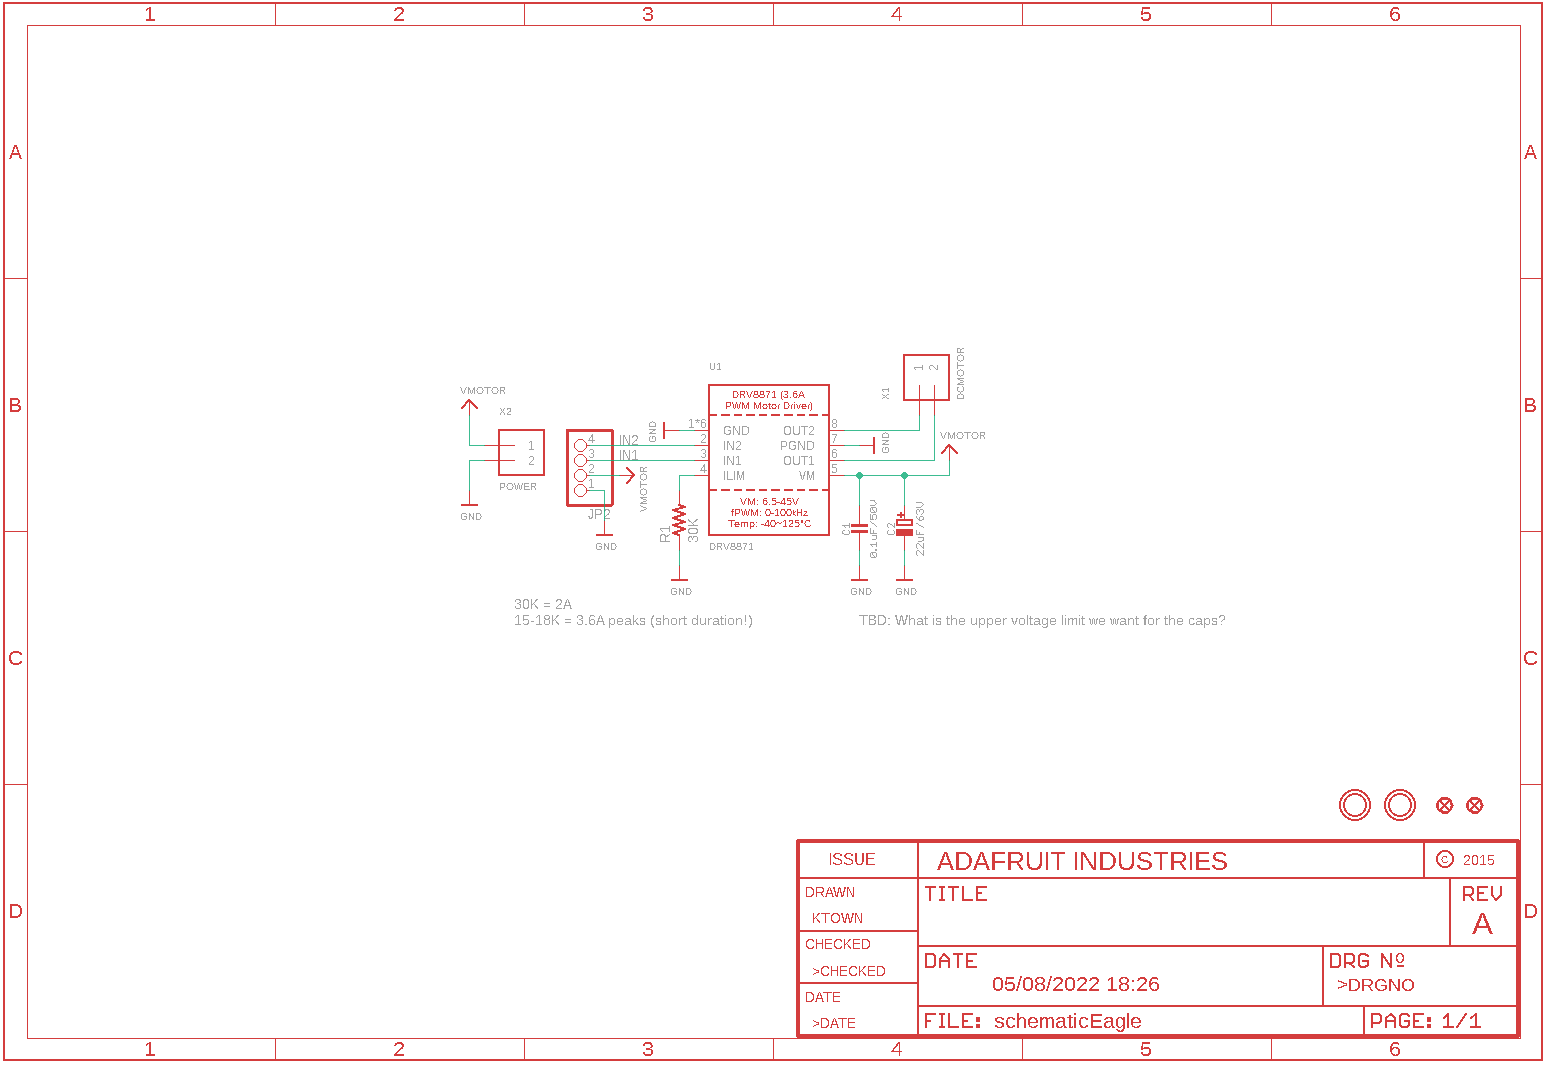 1 2 3 4 5 6
A A
B B
C C
D D
VMOTOR
X2
1
2
POWER
GND
4
3
2
1
JP2
IN2
IN1
VMOTOR
GND
GND
U1
DRV8871 (3.6A
PWM Motor Driver)
1*6 GND OUT2 8
2 IN2 PGND 7
3 IN1 OUT1 6
4 ILIM VM 5
VM: 6.5-45V
fPWM: 0-100kHz
Temp: -40~125°C
DRV8871
R1
30K
GND
X1
1
2
DCMOTOR
GND
VMOTOR
C1
0.1uF/50V
GND
C2
+
22uF/63V
GND
30K = 2A
15-18K = 3.6A peaks (short duration!)
TBD: What is the upper voltage limit we want for the caps?
ISSUE
ADAFRUIT INDUSTRIES
© 2015
DRAWN
KTOWN
TITLE
REV
A
CHECKED
>CHECKED
DATE
05/08/2022 18:26
DRG Nº
>DRGNO
DATE
>DATE
FILE: schematicEagle
PAGE: 1/1
1 2 3 4 5 6